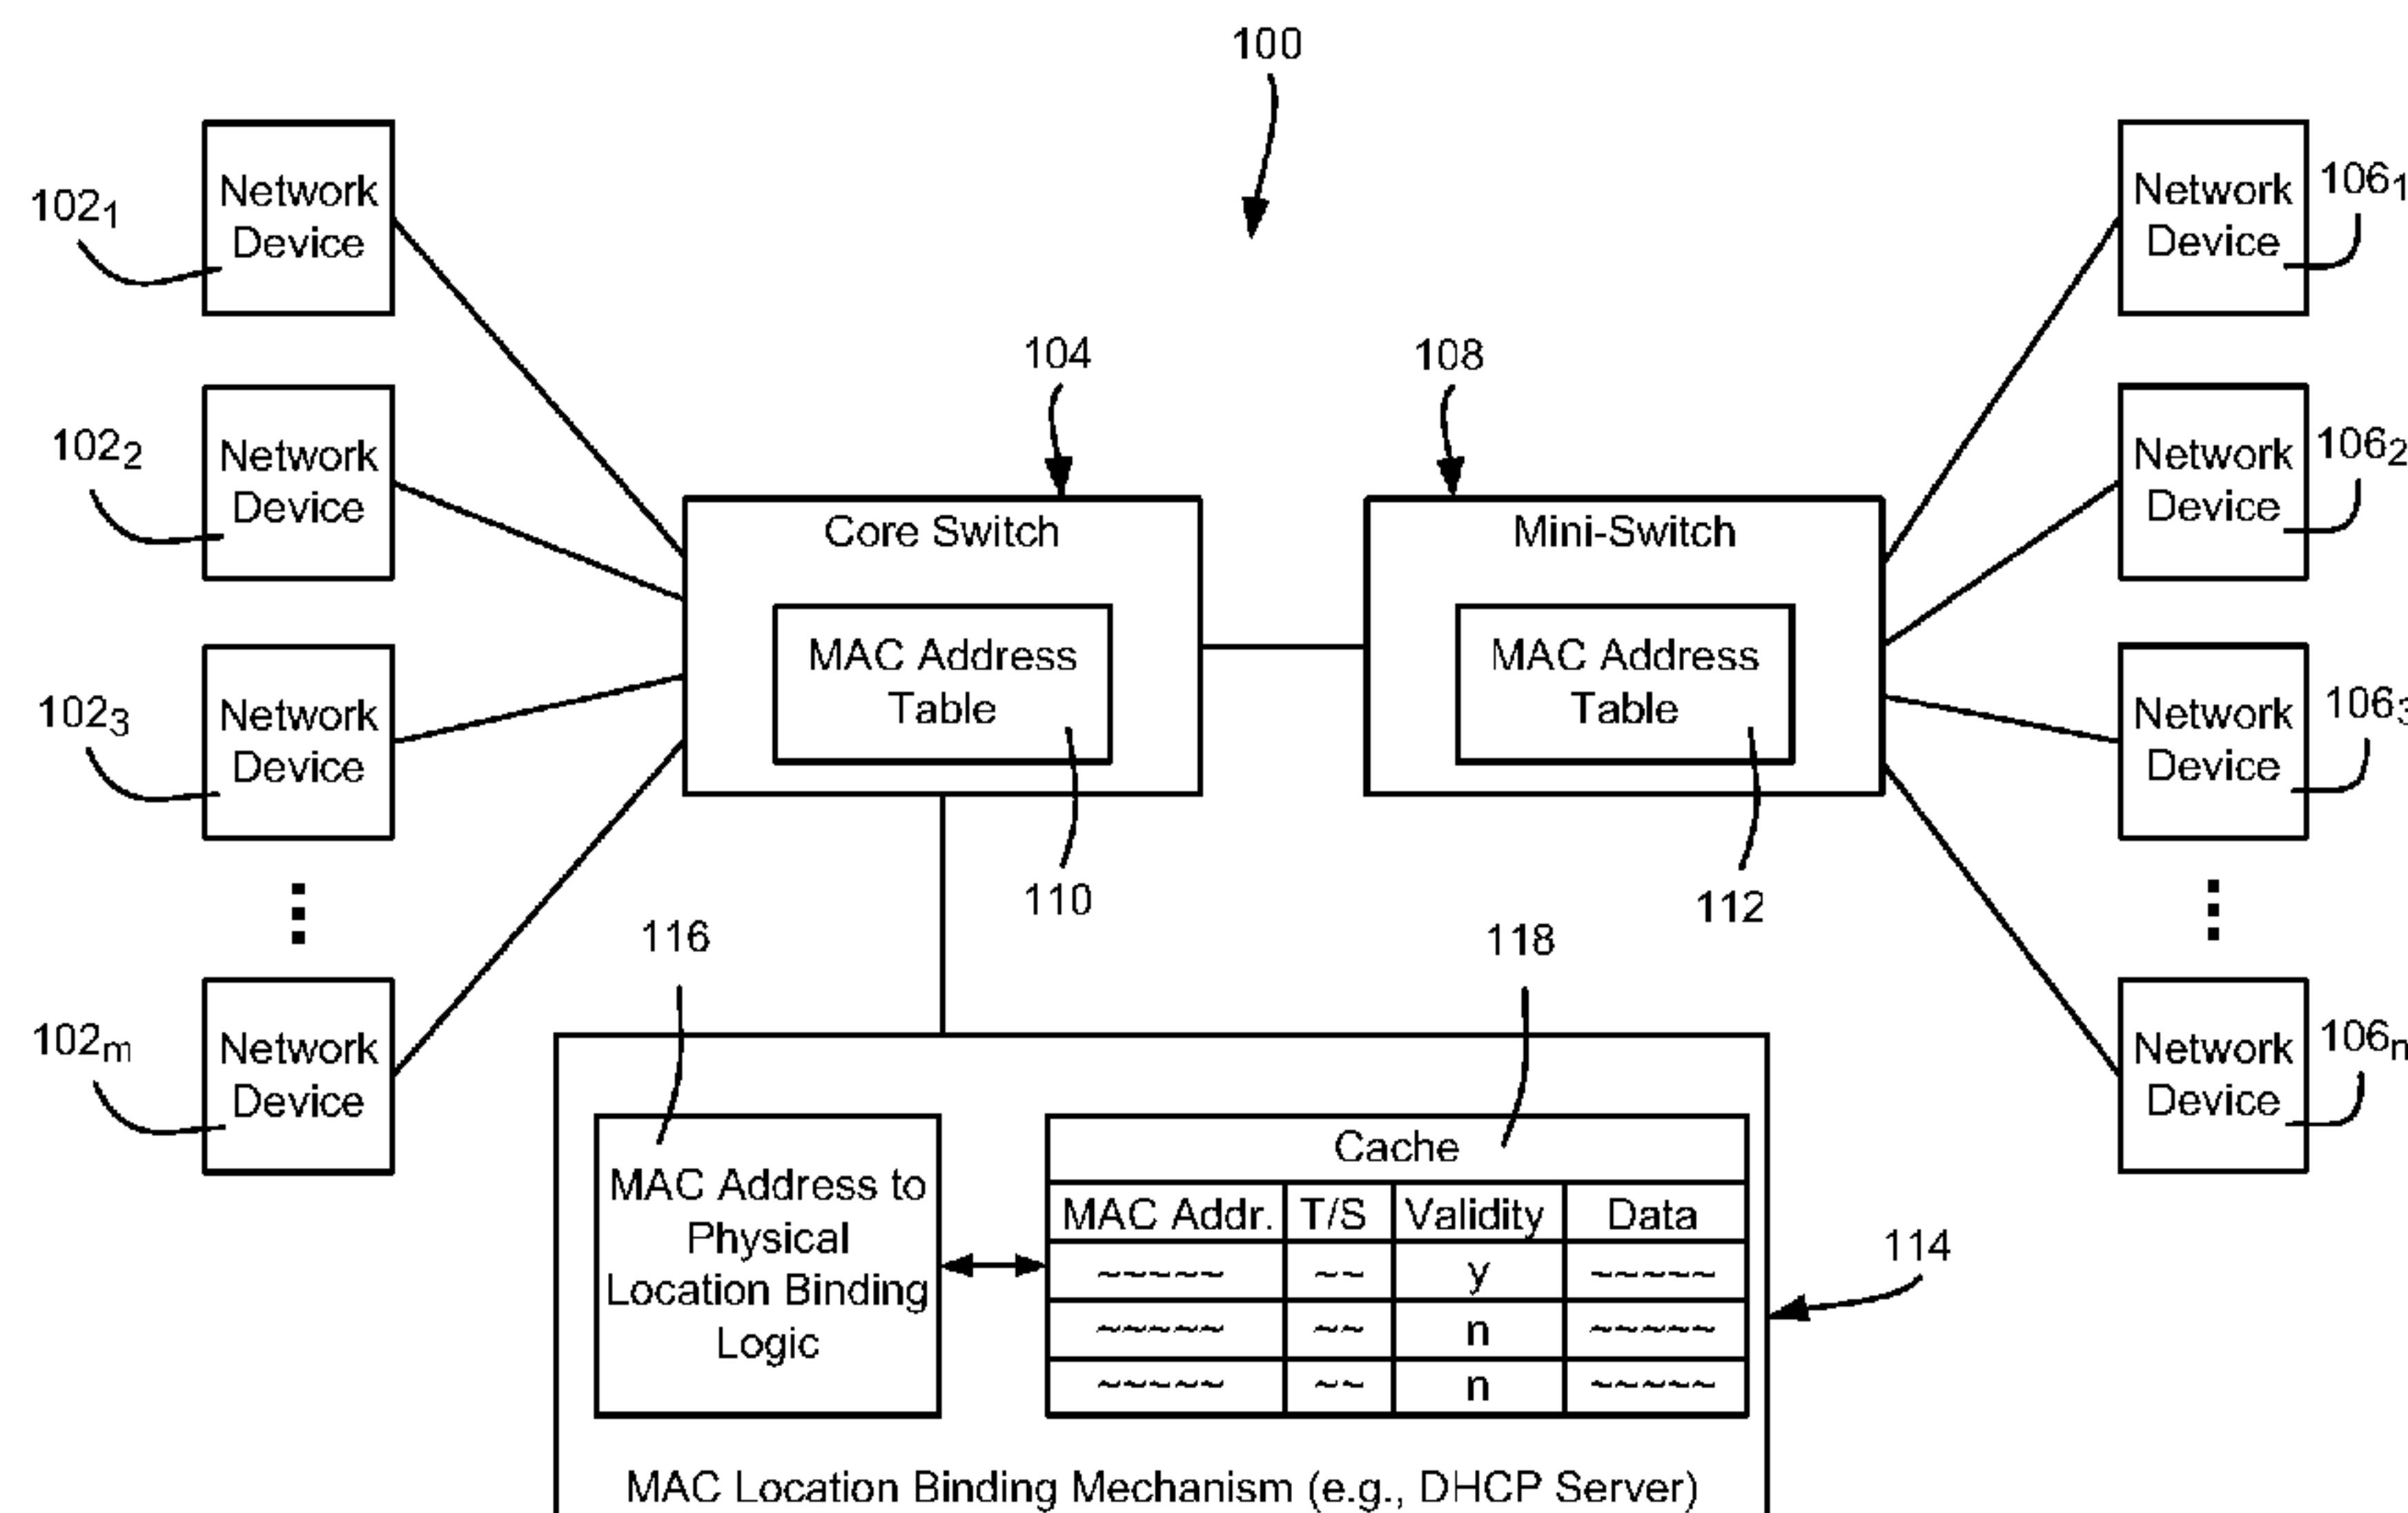 100
102₁
Network
Device
Network
Device
106₁
104
108
102₂
Network
Device
Network
Device
106₂
Core Switch
Mini-Switch
MAC Address
Table
MAC Address
Table
102₃
Network
Device
Network
Device
106₃
110
112
116
118
102ₘ
Network
Device
Network
Device
106ₙ
MAC Address to
Physical
Location Binding
Logic
Cache
MAC Addr. T/S Validity Data
~~~~~ ~~ y ~~~~~
~~~~~ ~~ n ~~~~~
~~~~~ ~~ n ~~~~~
114
MAC Location Binding Mechanism (e.g., DHCP Server)